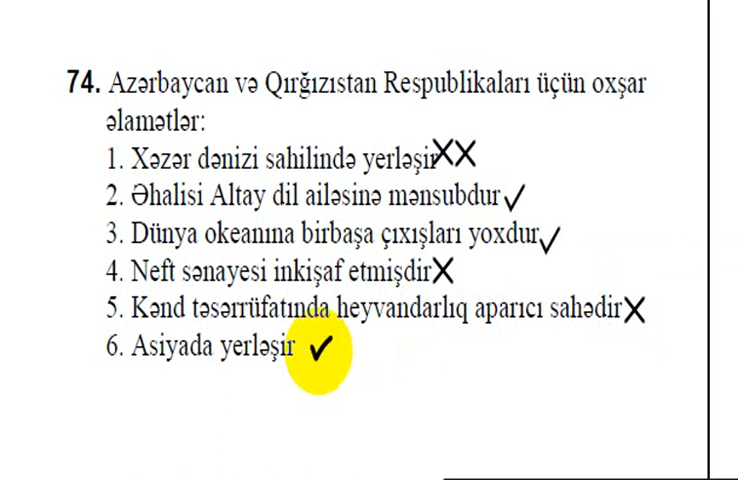 74. Azərbaycan və Qırğızıstan Respublikaları üçün oxşar
əlamətlər:
1. Xəzər dənizi sahilində yerləşir
2. Əhalisi Altay dil ailəsinə mənsubdur
3. Dünya okeanına birbaşa çıxışları yoxdur
4. Neft sənayesi inkişaf etmişdir
5. Kənd təsərrüfatında heyvandarlıq aparıcı sahədir
6. Asiyada yerləşir